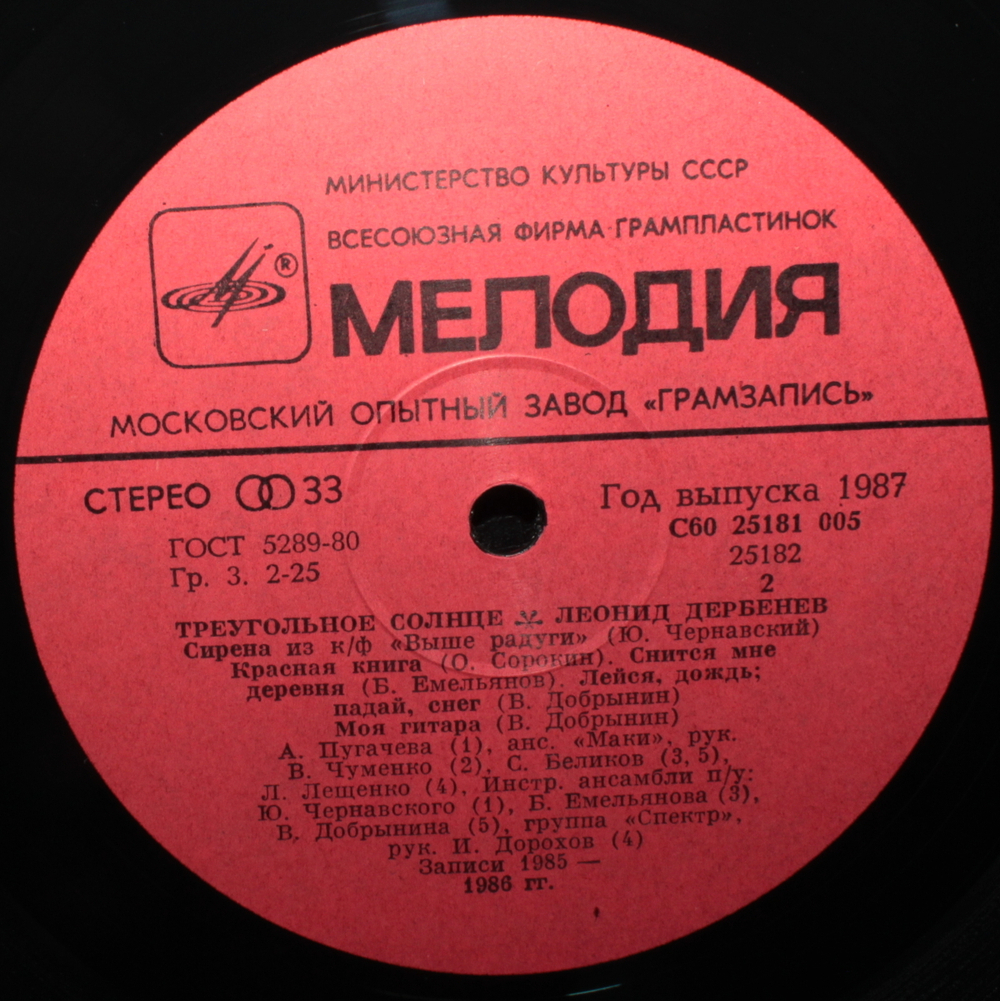 МИНИСТЕРСТВО КУЛЬТУРЫ СССР
ВСЕСОЮЗНАЯ ФИРМА ГРАМПЛАСТИНОК
®
МЕЛОДИЯ
МОСКОВСКИЙ ОПЫТНЫЙ ЗАВОД «ГРАМЗАПИСЬ»
СТЕРЕО 33
Год выпуска 1987
ГОСТ 5289-80
С60 25181 005
Гр. 3. 2-25
25182
2
ТРЕУГОЛЬНОЕ СОЛНЦЕ ЛЕОНИД ДЕРБЕНЕВ
Сирена из к/ф «Выше радуги» (Ю. Чернавский)
Красная книга (О. Сорокин). Снится мне
деревня (Б. Емельянов). Лейся, дождь;
падай, снег (В. Добрынин)
Моя гитара (В. Добрынин)
А. Пугачева (1), анс. «Маки», рук.
В. Чуменко (2), С. Беликов (3, 5),
Л. Лещенко (4), Инстр. ансамбли п/у:
Ю. Чернавского (1), Б. Емельянова (3),
В. Добрынина (5), группа «Спектр»,
рук. И. Дорохов (4)
Записи 1985 —
1986 гг.